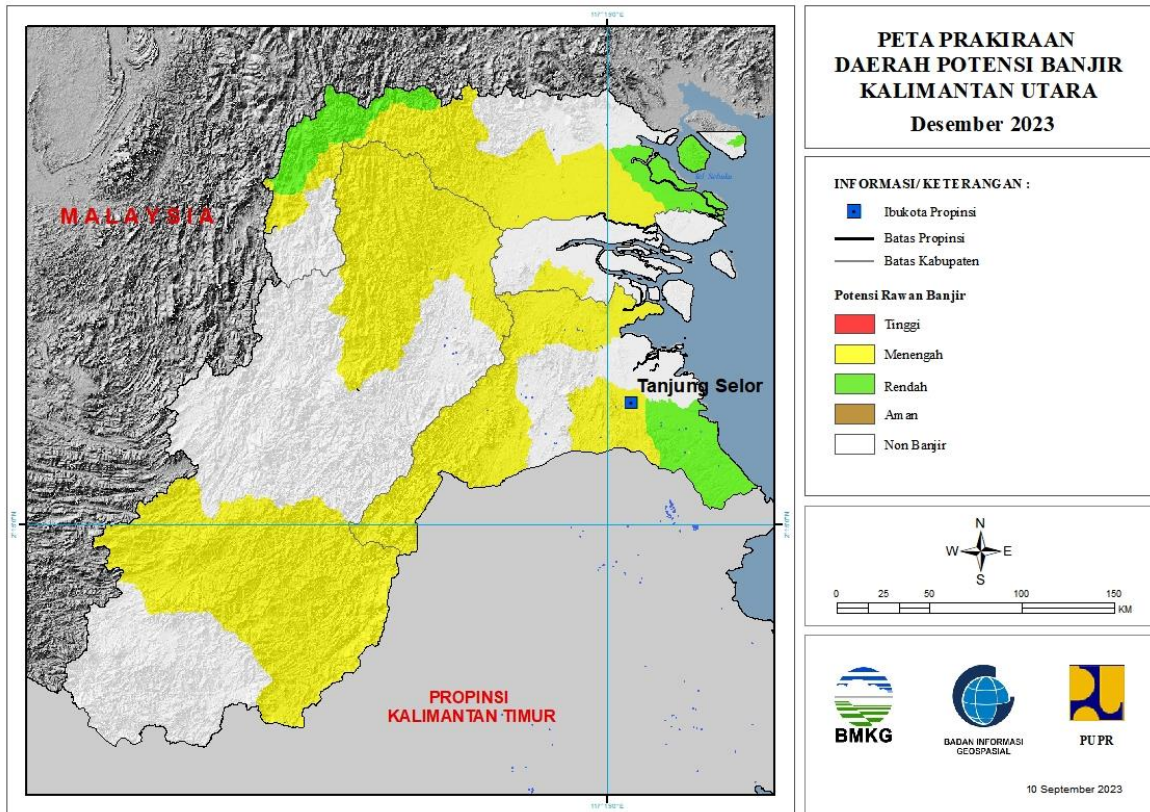 PETA PRAKIRAAN
DAERAH POTENSI BANJIR
KALIMANTAN UTARA
Desember 2023
MALAYSIA
Tanjung Selor
PROPINSI
KALIMANTAN TIMUR
INFORMASI/KETERANGAN :
Ibukota Propinsi
Batas Propinsi
Batas Kabupaten
Potensi Rawan Banjir
Tinggi
Menengah
Rendah
Aman
Non Banjir
N
W E
S
0 25 50 100 150
KM
BMKG
BADAN INFORMASI
GEOSPASIAL
PUPR
10 September 2023